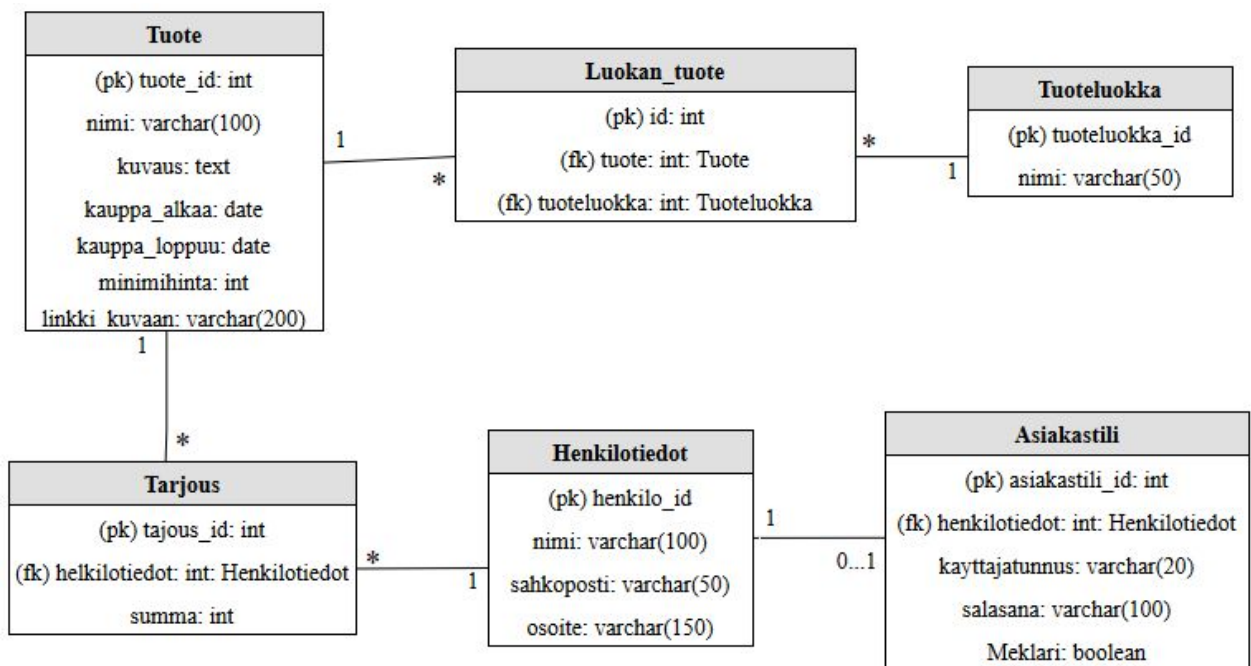 Tuote
(pk) tuote_id: int
nimi: varchar(100)
kuvaus: text
kauppa_alkaa: date
kauppa_loppuu: date
minimihinta: int
linkki_kuvaan: varchar(200)
1
*
Luokan_tuote
(pk) id: int
(fk) tuote: int: Tuote
(fk) tuoteluokka: int: Tuoteluokka
*
1
Tuoteluokka
(pk) tuoteluokka_id
nimi: varchar(50)
1
*
Tarjous
(pk) tajous_id: int
(fk) helkilotiedot: int: Henkilotiedot
summa: int
*
1
Henkilotiedot
(pk) henkilo_id
nimi: varchar(100)
sahkoposti: varchar(50)
osoite: varchar(150)
1
0...1
Asiakastili
(pk) asiakastili_id: int
(fk) henkilotiedot: int: Henkilotiedot
kayttajatunnus: varchar(20)
salasana: varchar(100)
Meklari: boolean